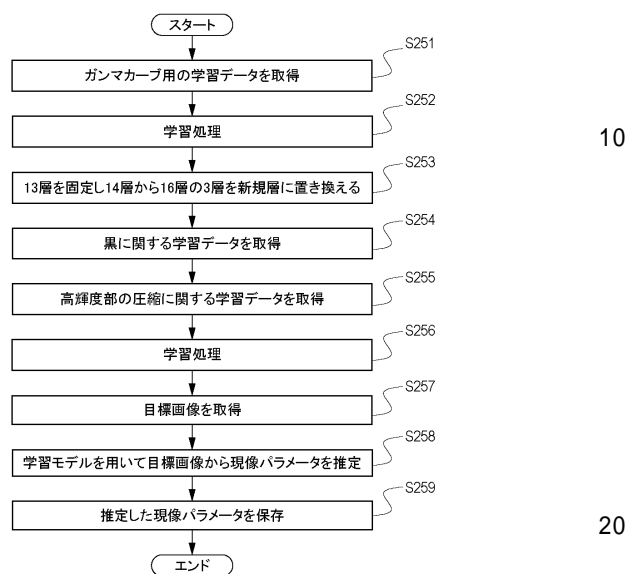 スタート
S251
ガンマカーブ用の学習データを取得
S252
学習処理
10
S253
13層を固定し14層から16層の3層を新規層に置き換える
S254
黒に関する学習データを取得
S255
高輝度部の圧縮に関する学習データを取得
S256
学習処理
S257
目標画像を取得
S258
学習モデルを用いて目標画像から現像パラメータを推定
S259
推定した現像パラメータを保存
20
エンド